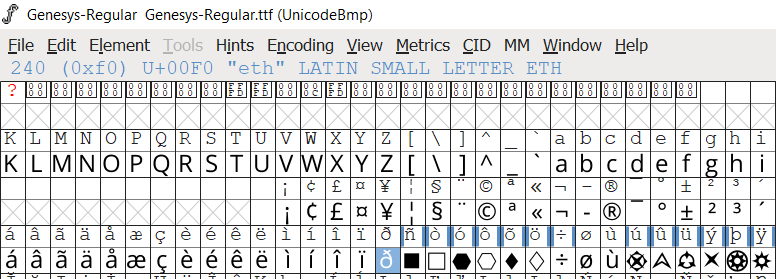 Genesys-Regular Genesys-Regular.ttf (UnicodeBmp)
File Edit Element Tools Hints Encoding View Metrics CID MM Window Help
240 (0xf0) U+00F0 "eth" LATIN SMALL LETTER ETH
?
K L M N O P Q R S T U V W X Y Z [ \ ] ^ _ ` a b c d e f g h i
K L M N O P Q R S T U V W X Y Z [ \ ] ^ _ ` a b c d e f g h i
¡ ¢ £ ¤ ¥ ¦ § ¨ © ª « ¬ - ® ¯ ° ± ² ³ ´
¡ ¢ £ ¤ ¥ ¦ § ¨ © ª « ¬ - ® ¯ ° ± ² ³ ´
á â ã ä å æ ç è é ê ë ì í î ï ð ñ ò ó ô õ ö ÷ ø ù ú û ü ý þ ÿ
á â ã ä å æ ç è é ê ë ì í î ï ð ■ □ ⬢ ⬡ ◆ ◇ ÷ ø ù